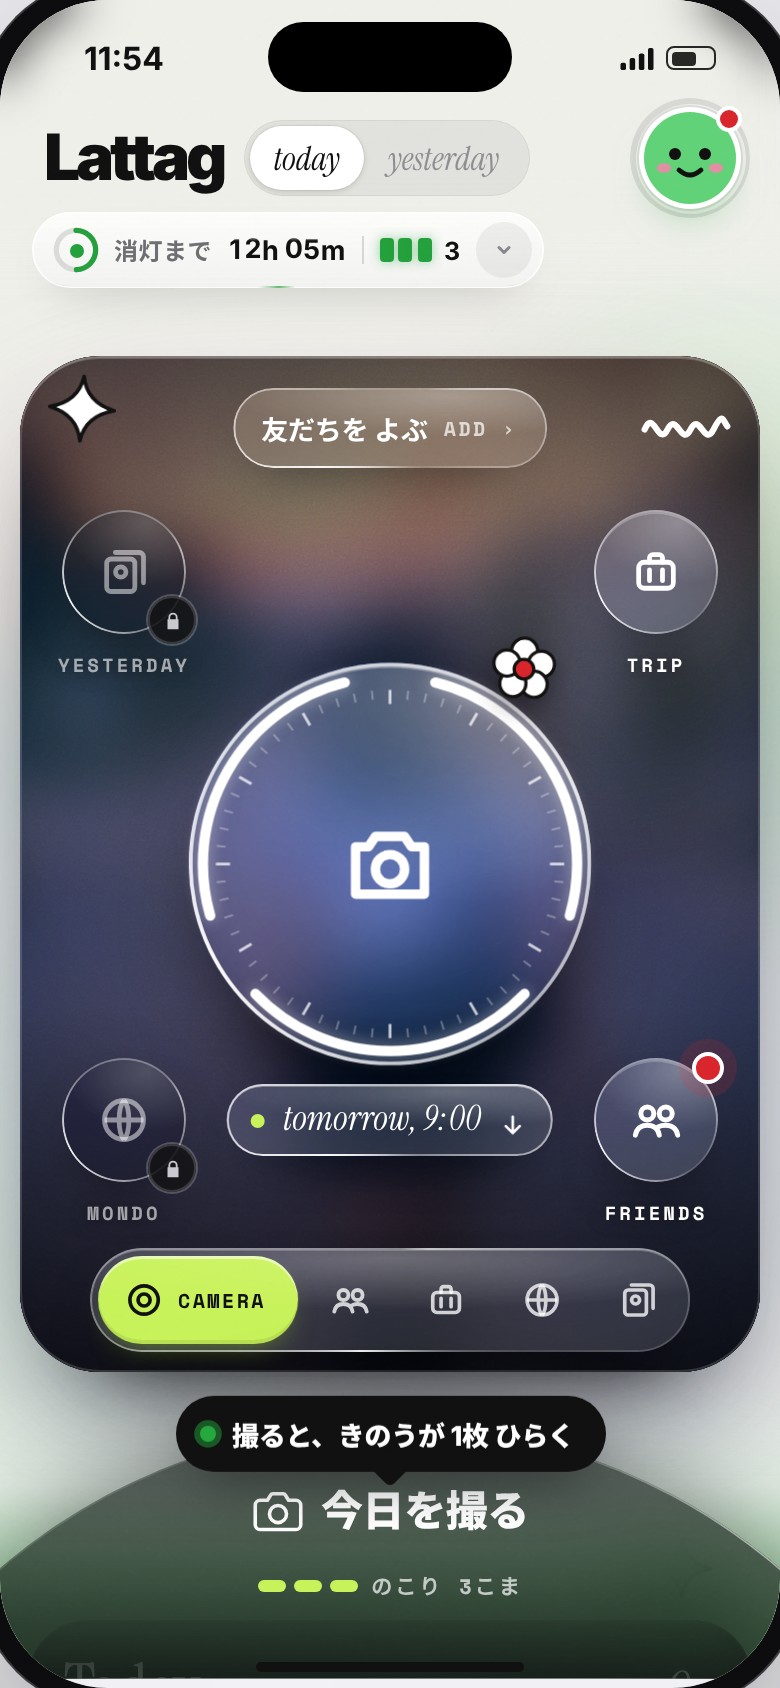 11:54
Lattag today yesterday
消灯まで 12h 05m 3
友だちを よぶ ADD ›
YESTERDAY
TRIP
tomorrow, 9:00
MONDO
FRIENDS
CAMERA
撮ると、きのうが 1枚 ひらく
今日を撮る
のこり 3こま